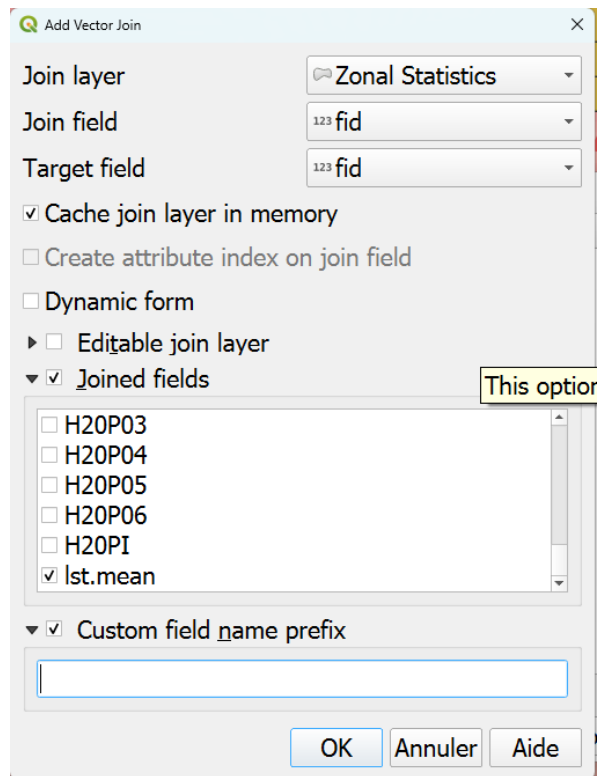 Add Vector Join
Join layer Zonal Statistics
Join field 123 fid
Target field 123 fid
Cache join layer in memory
Create attribute index on join field
Dynamic form
Editable join layer
Joined fields
This option
H20P03
H20P04
H20P05
H20P06
H20PI
lst.mean
Custom field name prefix
OK Annuler Aide